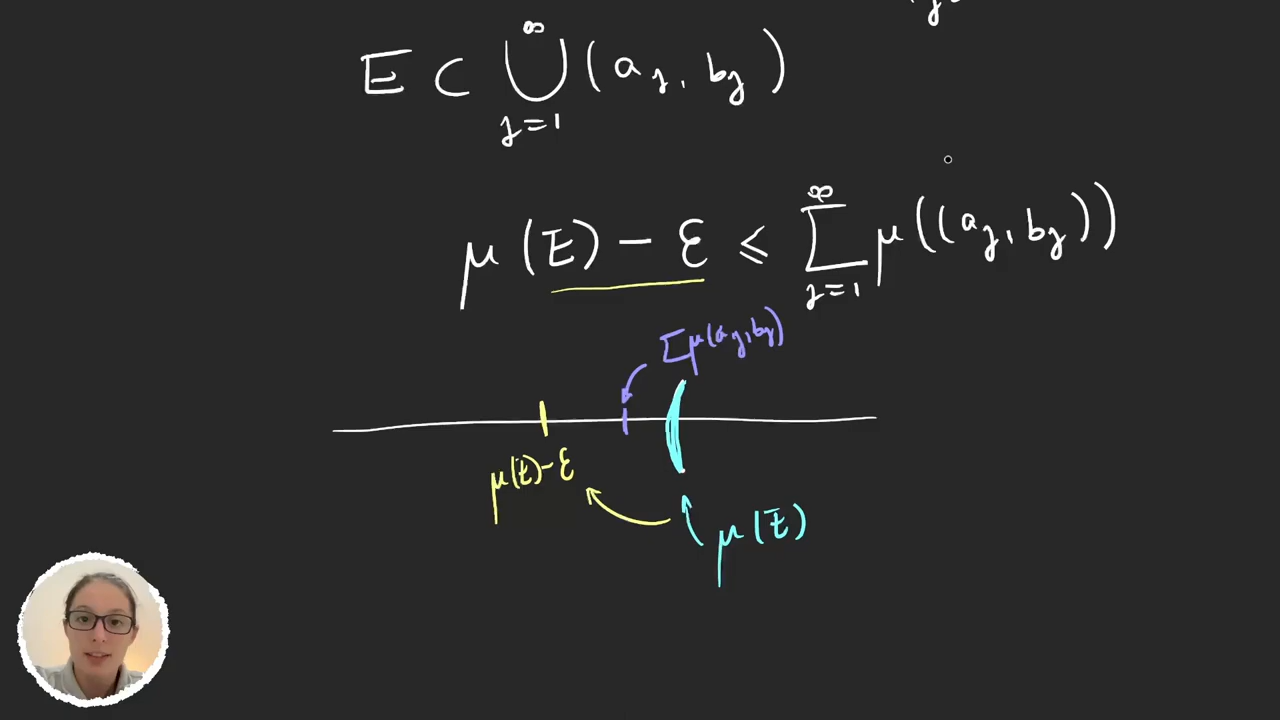 E ⊂ ⋃_{j=1}^{∞} (a_j, b_j)
μ(E) − ε ≤ ∑_{j=1}^{∞} μ((a_j, b_j))
∑μ(a_j, b_j)
μ(E)−ε
μ(E)